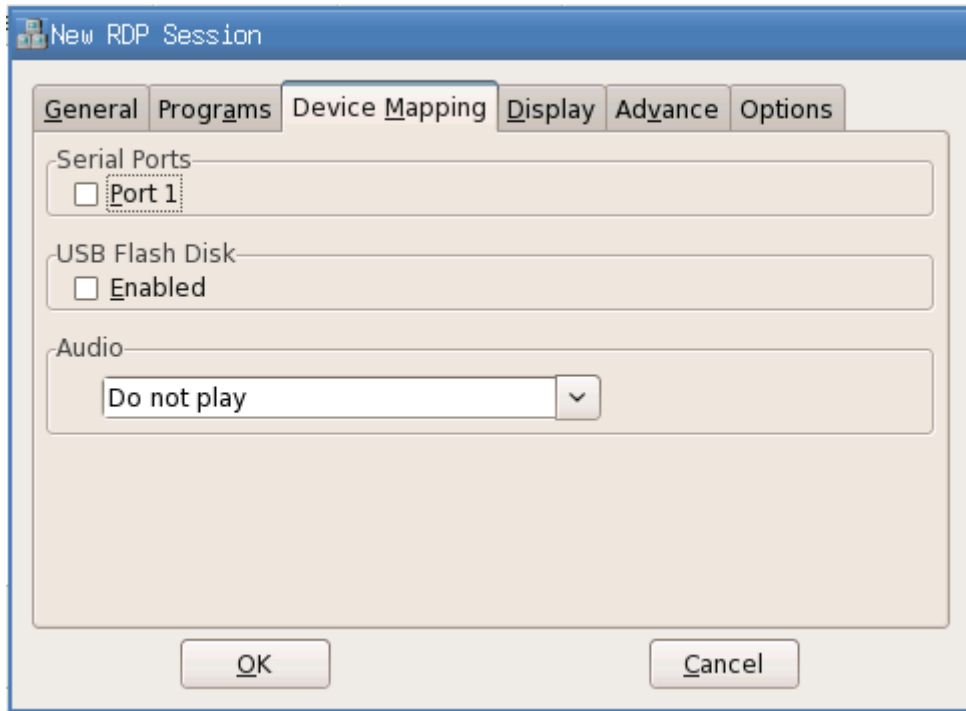 New RDP Session
General Programs Device Mapping Display Advance Options
Serial Ports
Port 1
USB Flash Disk
Enabled
Audio
Do not play
OK Cancel